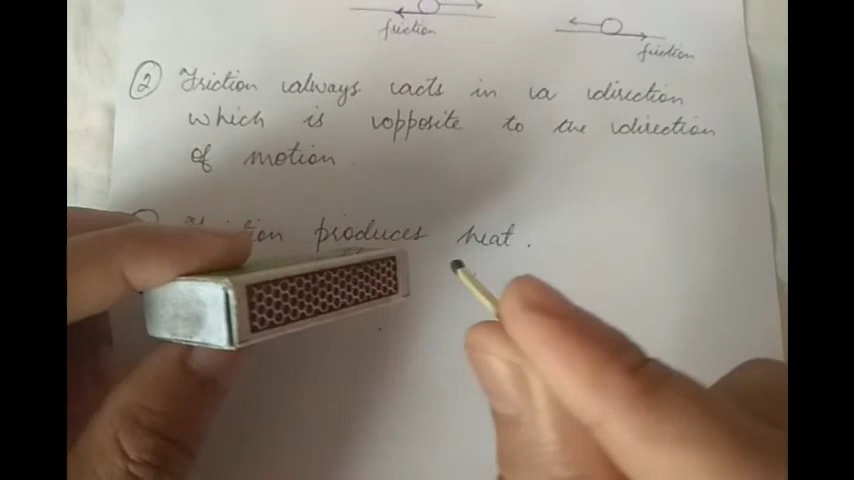 friction
friction
② Friction always acts in a direction
which is opposite to the direction
of motion
produces heat.